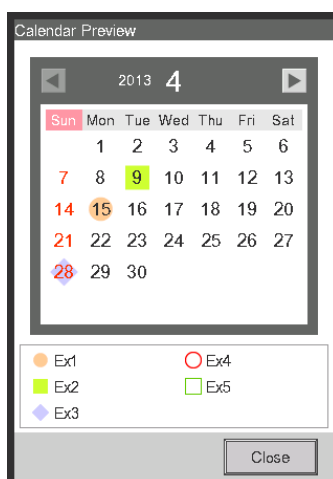 Calendar Preview
2013 4
Sun Mon Tue Wed Thu Fri Sat
1 2 3 4 5 6
7 8 9 10 11 12 13
14 15 16 17 18 19 20
21 22 23 24 25 26 27
28 29 30
Ex1 Ex4
Ex2 Ex5
Ex3
Close